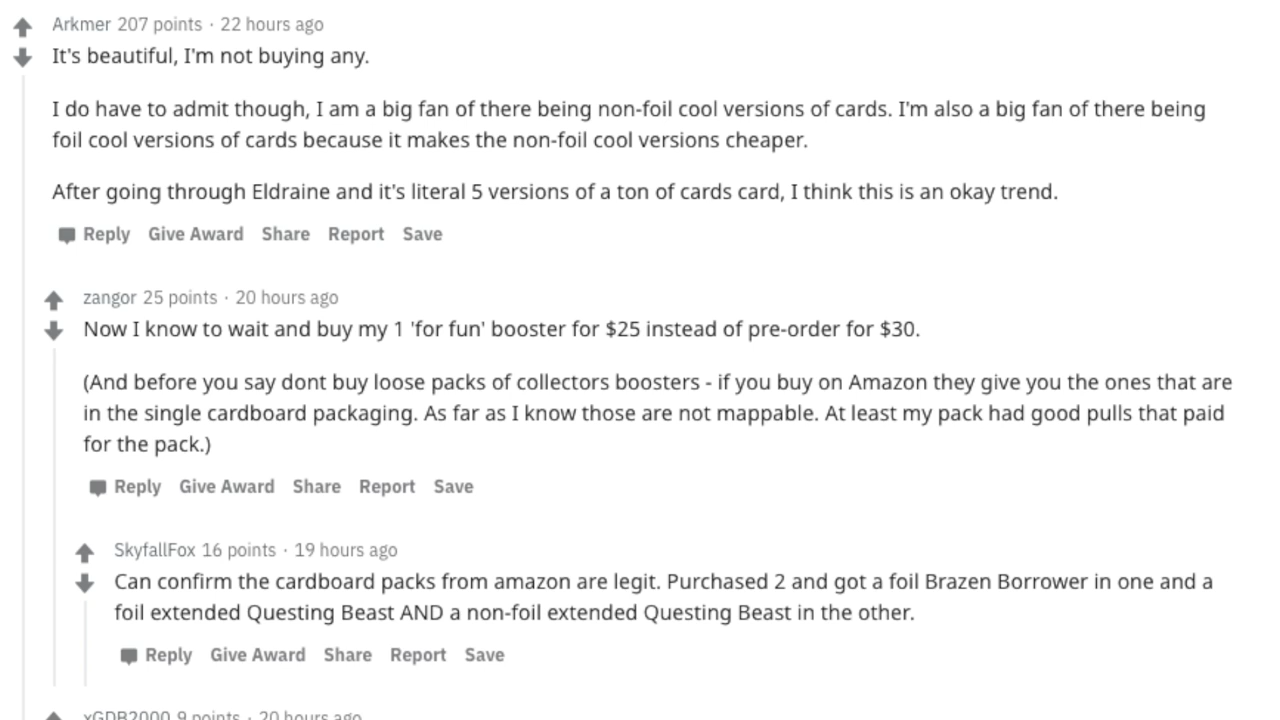 Arkmer 207 points · 22 hours ago
It's beautiful, I'm not buying any.
I do have to admit though, I am a big fan of there being non-foil cool versions of cards. I'm also a big fan of there being
foil cool versions of cards because it makes the non-foil cool versions cheaper.
After going through Eldraine and it's literal 5 versions of a ton of cards card, I think this is an okay trend.
Reply Give Award Share Report Save
zangor 25 points · 20 hours ago
Now I know to wait and buy my 1 'for fun' booster for $25 instead of pre-order for $30.
(And before you say dont buy loose packs of collectors boosters - if you buy on Amazon they give you the ones that are
in the single cardboard packaging. As far as I know those are not mappable. At least my pack had good pulls that paid
for the pack.)
Reply Give Award Share Report Save
SkyfallFox 16 points · 19 hours ago
Can confirm the cardboard packs from amazon are legit. Purchased 2 and got a foil Brazen Borrower in one and a
foil extended Questing Beast AND a non-foil extended Questing Beast in the other.
Reply Give Award Share Report Save
xGDB2000 9 points · 20 hours ago